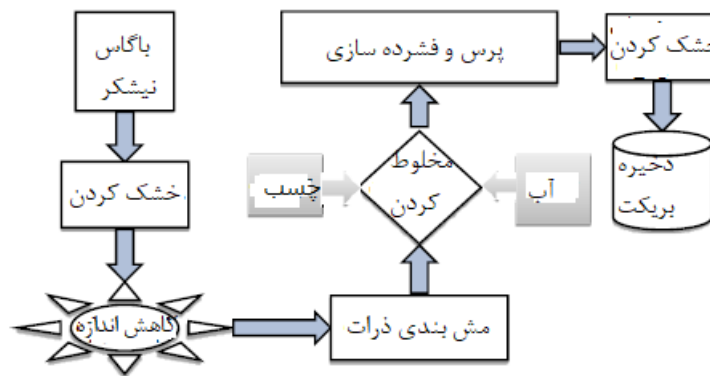 باگاس
نیشکر
خشک کردن
کاهش اندازه
مش بندی ذرات
چسب
مخلوط
کردن
آب
پرس و فشرده سازی
خشک کردن
ذخیره
بریکت